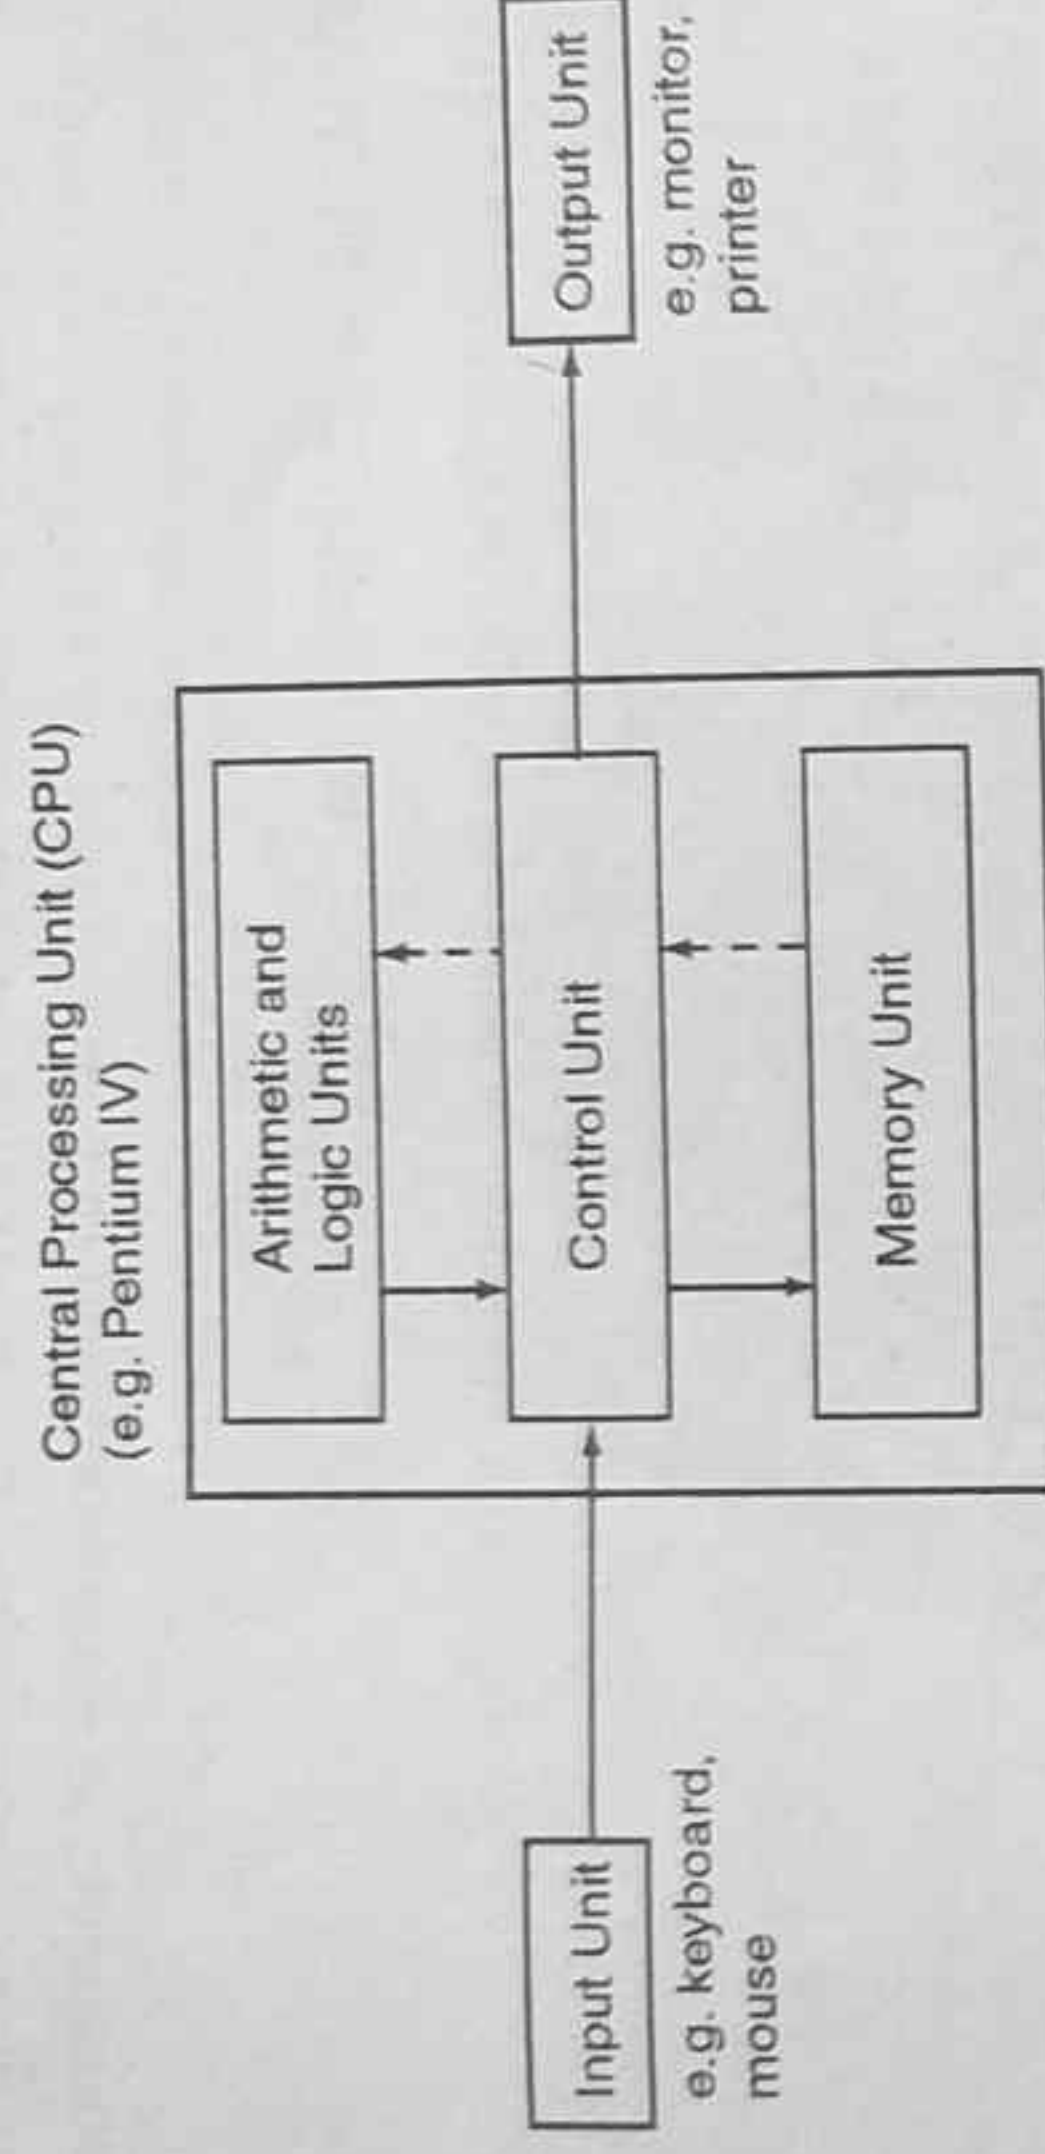 Central Processing Unit (CPU)
(e.g. Pentium IV)
Arithmetic and
Logic Units
Input Unit
e.g. keyboard,
mouse
Control Unit
Output Unit
e.g. monitor,
printer
Memory Unit